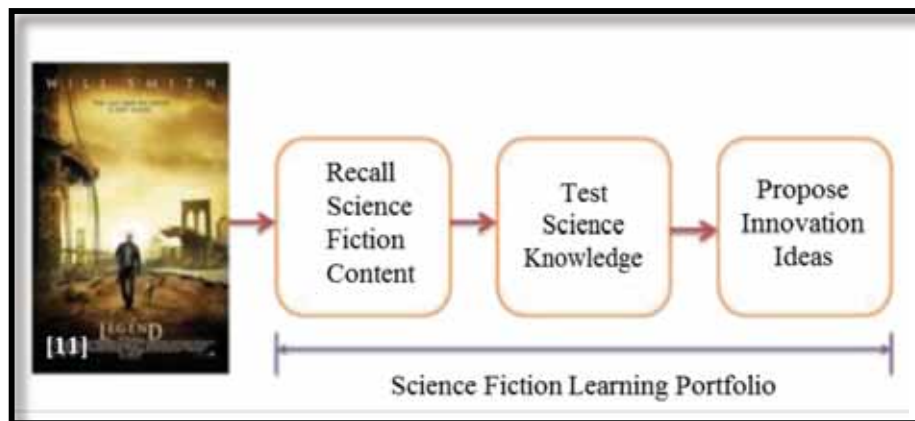 WILL SMITH
LEGEND
[11]
Recall
Science
Fiction
Content
Test
Science
Knowledge
Propose
Innovation
Ideas
Science Fiction Learning Portfolio